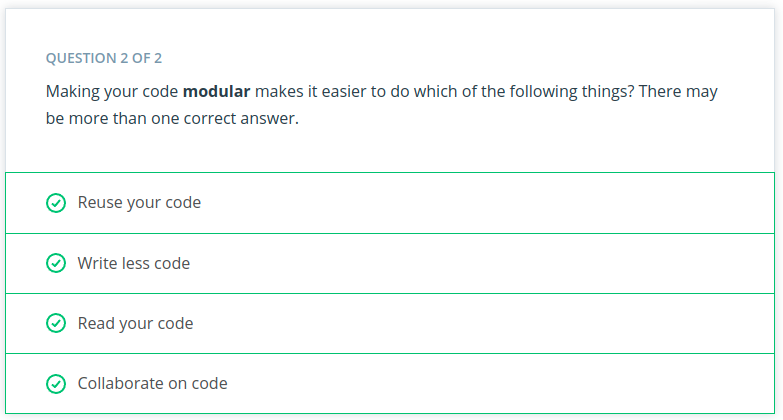 QUESTION 2 OF 2
Making your code modular makes it easier to do which of the following things? There may
be more than one correct answer.
Reuse your code
Write less code
Read your code
Collaborate on code